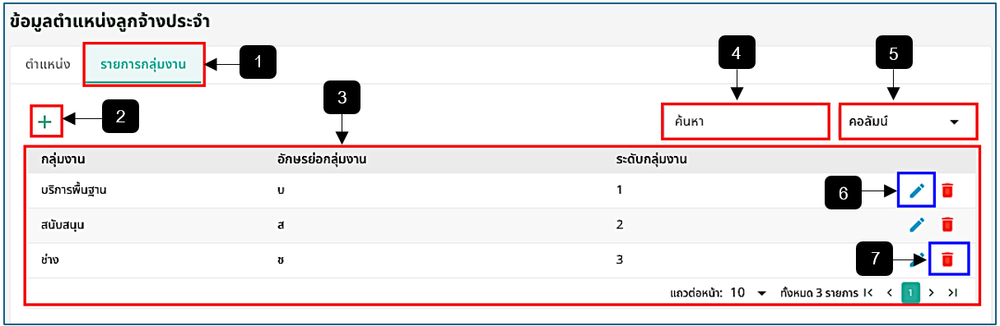 ข้อมูลตำแหน่งลูกจ้างประจำ
ตำแหน่ง รายการกลุ่มงาน 1 4 5
2 3 ค้นหา คอลัมน์
กลุ่มงาน อักษรย่อกลุ่มงาน ระดับกลุ่มงาน
บริการพื้นฐาน บ 1 6
สนับสนุน ส 2
ช่าง ช 3 7
แถวต่อหน้า: 10 ทั้งหมด 3 รายการ 1